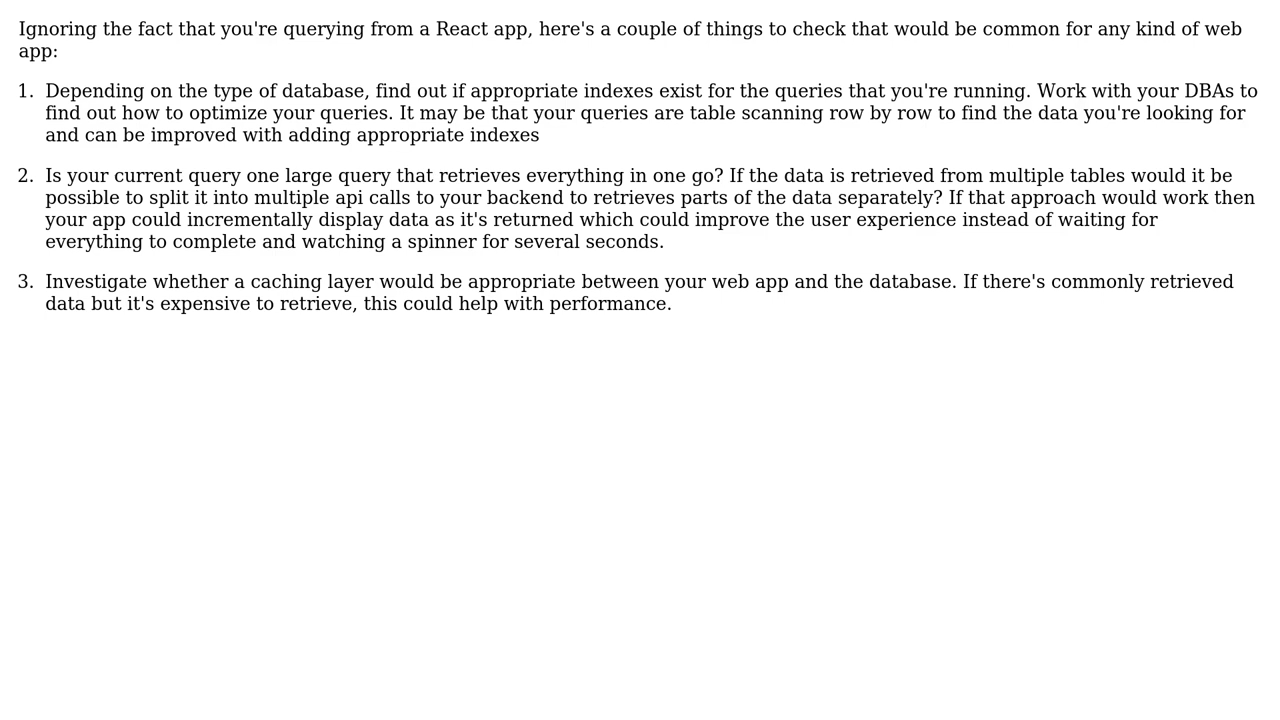 Ignoring the fact that you're querying from a React app, here's a couple of things to check that would be common for any kind of web
app:
1. Depending on the type of database, find out if appropriate indexes exist for the queries that you're running. Work with your DBAs to
find out how to optimize your queries. It may be that your queries are table scanning row by row to find the data you're looking for
and can be improved with adding appropriate indexes
2. Is your current query one large query that retrieves everything in one go? If the data is retrieved from multiple tables would it be
possible to split it into multiple api calls to your backend to retrieves parts of the data separately? If that approach would work then
your app could incrementally display data as it's returned which could improve the user experience instead of waiting for
everything to complete and watching a spinner for several seconds.
3. Investigate whether a caching layer would be appropriate between your web app and the database. If there's commonly retrieved
data but it's expensive to retrieve, this could help with performance.